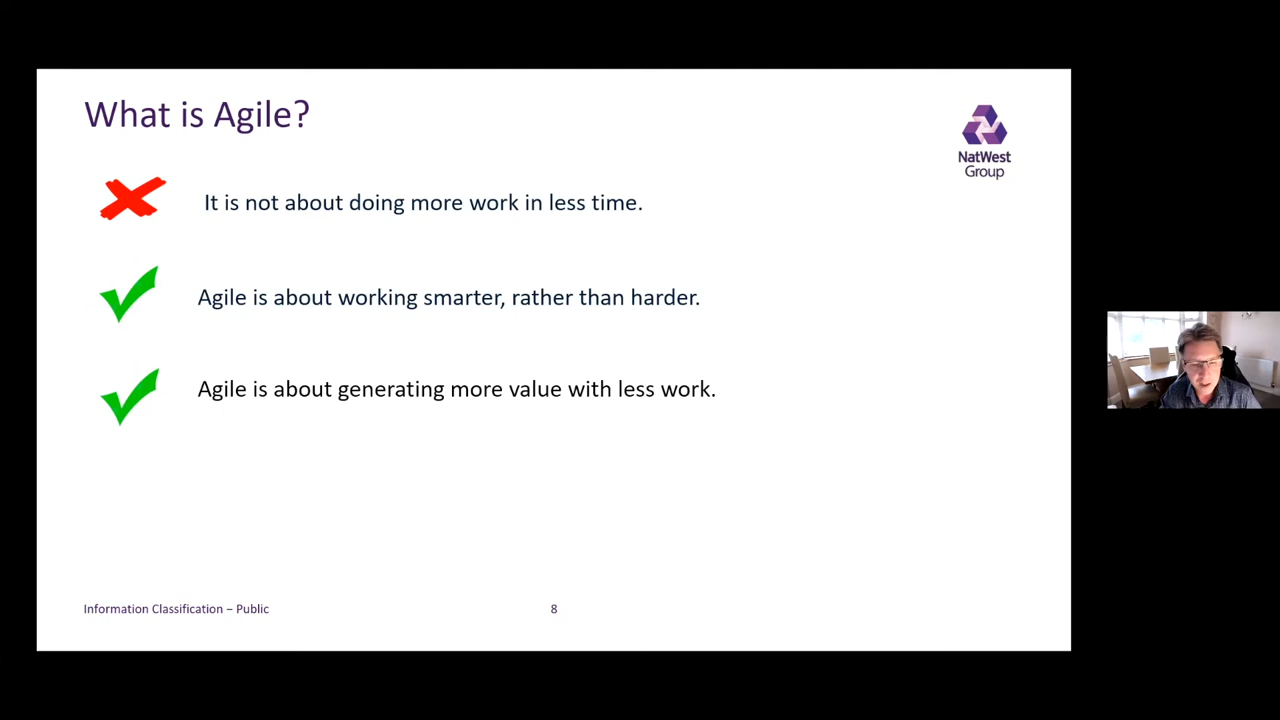 What is Agile?
NatWest
Group
It is not about doing more work in less time.
Agile is about working smarter, rather than harder.
Agile is about generating more value with less work.
Information Classification – Public
8